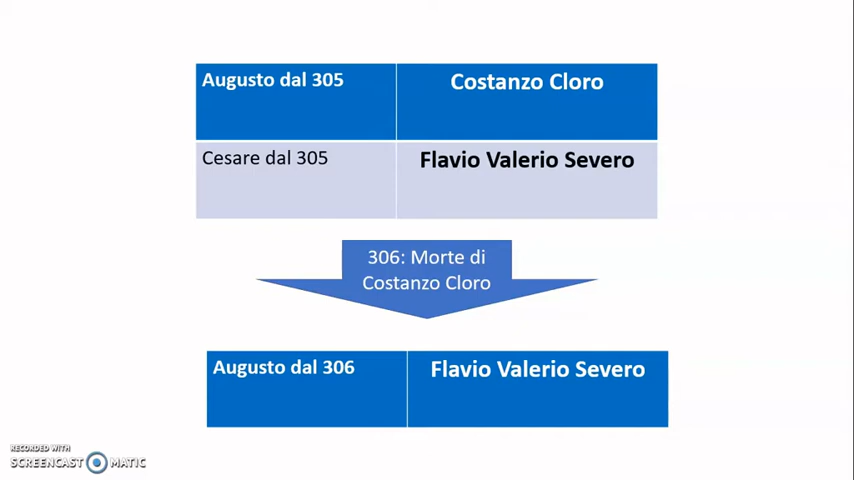 Augusto dal 305
Costanzo Cloro
Cesare dal 305
Flavio Valerio Severo
306: Morte di
Costanzo Cloro
Augusto dal 306
Flavio Valerio Severo
RECORDED WITH
SCREENCAST MATIC